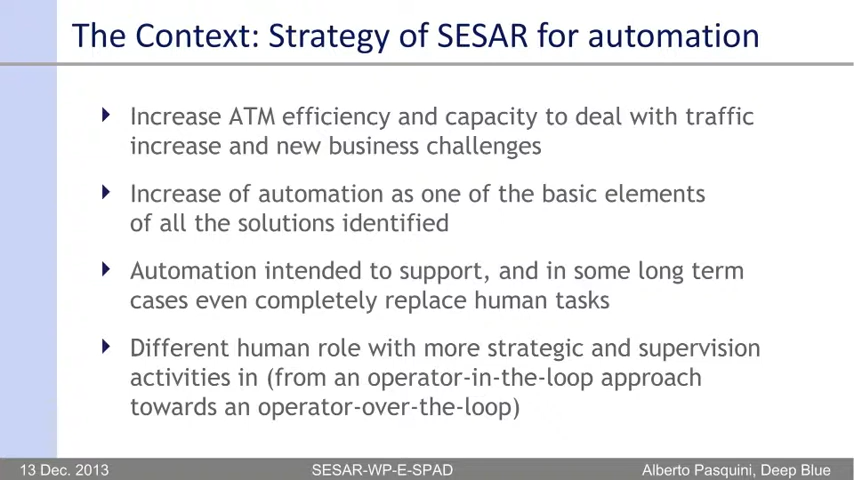 The Context: Strategy of SESAR for automation
Increase ATM efficiency and capacity to deal with traffic
increase and new business challenges
Increase of automation as one of the basic elements
of all the solutions identified
Automation intended to support, and in some long term
cases even completely replace human tasks
Different human role with more strategic and supervision
activities in (from an operator-in-the-loop approach
towards an operator-over-the-loop)
13 Dec. 2013
SESAR-WP-E-SPAD
Alberto Pasquini, Deep Blue